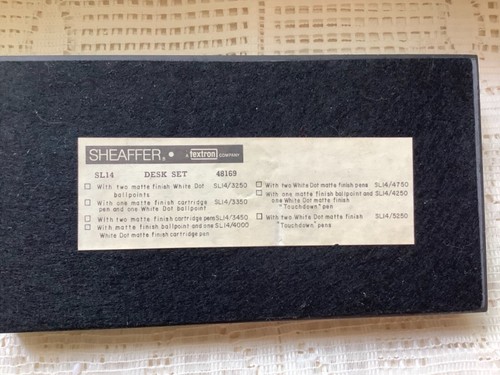 SHEAFFER®• A textron COMPANY
SL14 DESK SET 48169
☐ With two matte finish White Dot SL14/3250
ballpoints
☐ With one matte finish cartridge SL14/3350
pen and one White Dot ballpoint
☐ With two matte finish cartridge pens SL14/3450
☐ With matte finish ballpoint and one SL14/4000
White Dot matte finish cartridge pen
☐ With two White Dot matte finish pens SL14/4750
☐ With one matte finish ballpoint and SL14/4250
one White Dot matte finish
"Touchdown" pen
☐ With two White Dot matte finish SL14/5250
"Touchdown" pens